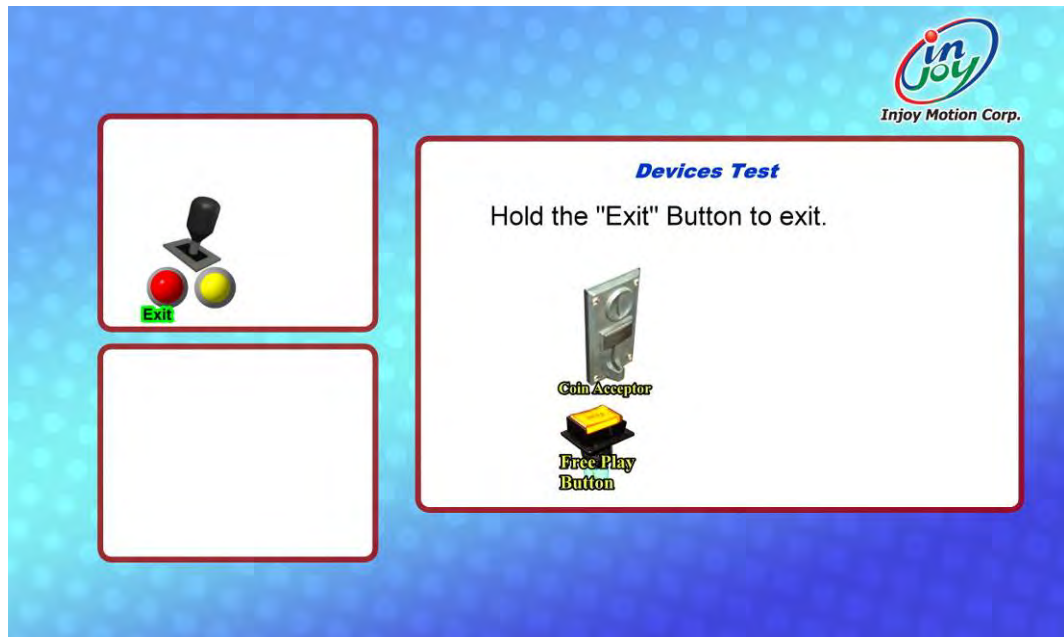 in
joy
Injoy Motion Corp.
Devices Test
Hold the "Exit" Button to exit.
Exit
Coin Acceptor
Free Play
Button